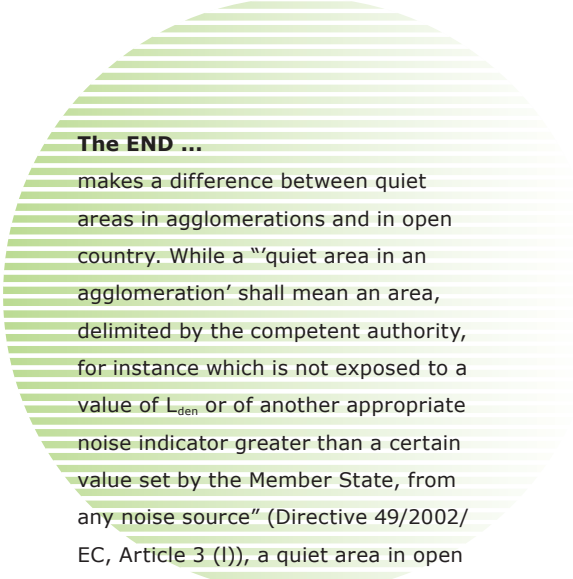 The END ...
makes a difference between quiet
areas in agglomerations and in open
country. While a “’quiet area in an
agglomeration’ shall mean an area,
delimited by the competent authority,
for instance which is not exposed to a
value of Lden or of another appropriate
noise indicator greater than a certain
value set by the Member State, from
any noise source” (Directive 49/2002/
EC, Article 3 (l)), a quiet area in open